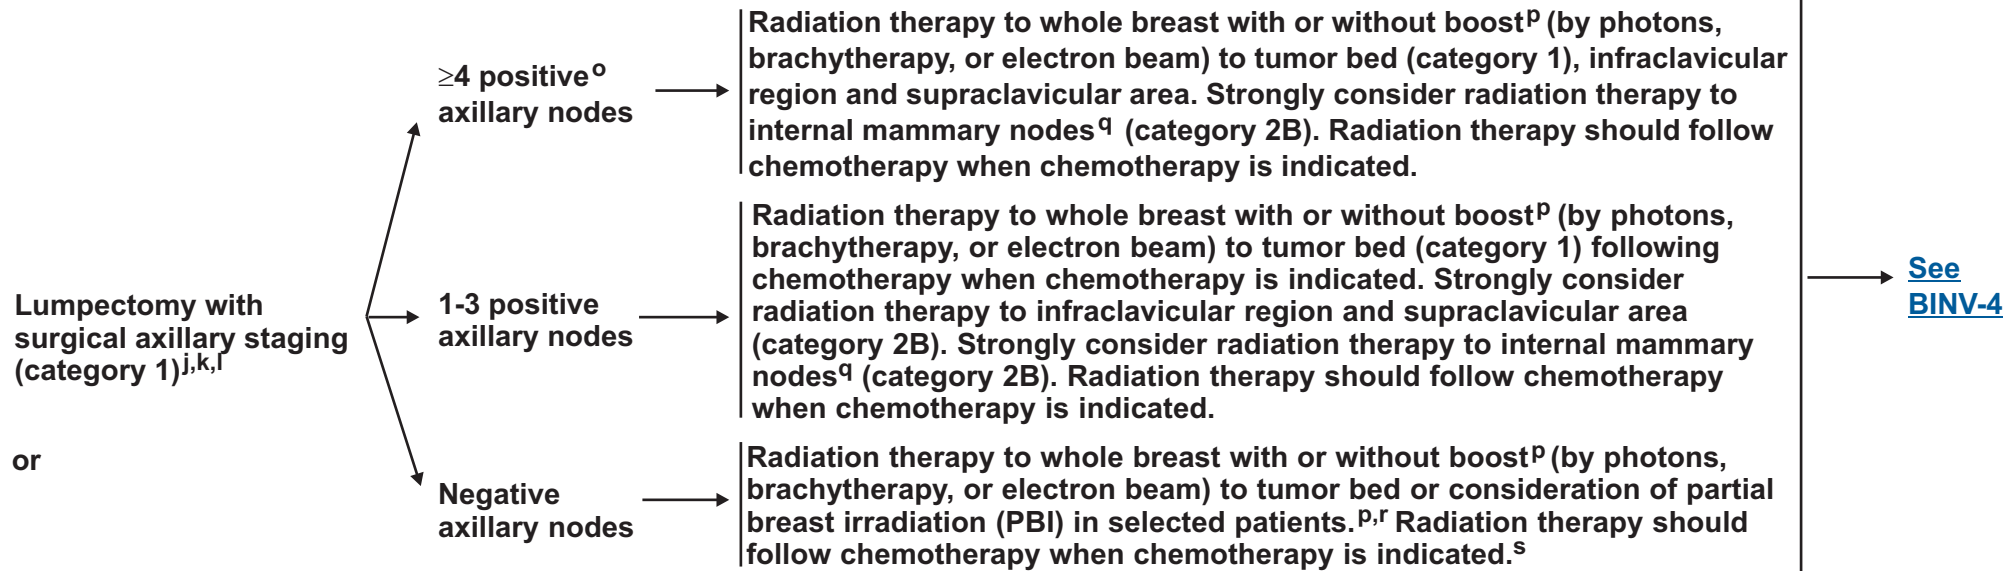 Lumpectomy with
surgical axillary staging
(category 1)j,k,l
or
≥4 positiveo
axillary nodes
Radiation therapy to whole breast with or without boostp (by photons,
brachytherapy, or electron beam) to tumor bed (category 1), infraclavicular
region and supraclavicular area. Strongly consider radiation therapy to
internal mammary nodesq (category 2B). Radiation therapy should follow
chemotherapy when chemotherapy is indicated.
1-3 positive
axillary nodes
Radiation therapy to whole breast with or without boostp (by photons,
brachytherapy, or electron beam) to tumor bed (category 1) following
chemotherapy when chemotherapy is indicated. Strongly consider
radiation therapy to infraclavicular region and supraclavicular area
(category 2B). Strongly consider radiation therapy to internal mammary
nodesq (category 2B). Radiation therapy should follow chemotherapy
when chemotherapy is indicated.
Negative
axillary nodes
Radiation therapy to whole breast with or without boostp (by photons,
brachytherapy, or electron beam) to tumor bed or consideration of partial
breast irradiation (PBI) in selected patients.p,r Radiation therapy should
follow chemotherapy when chemotherapy is indicated.s
See
BINV-4